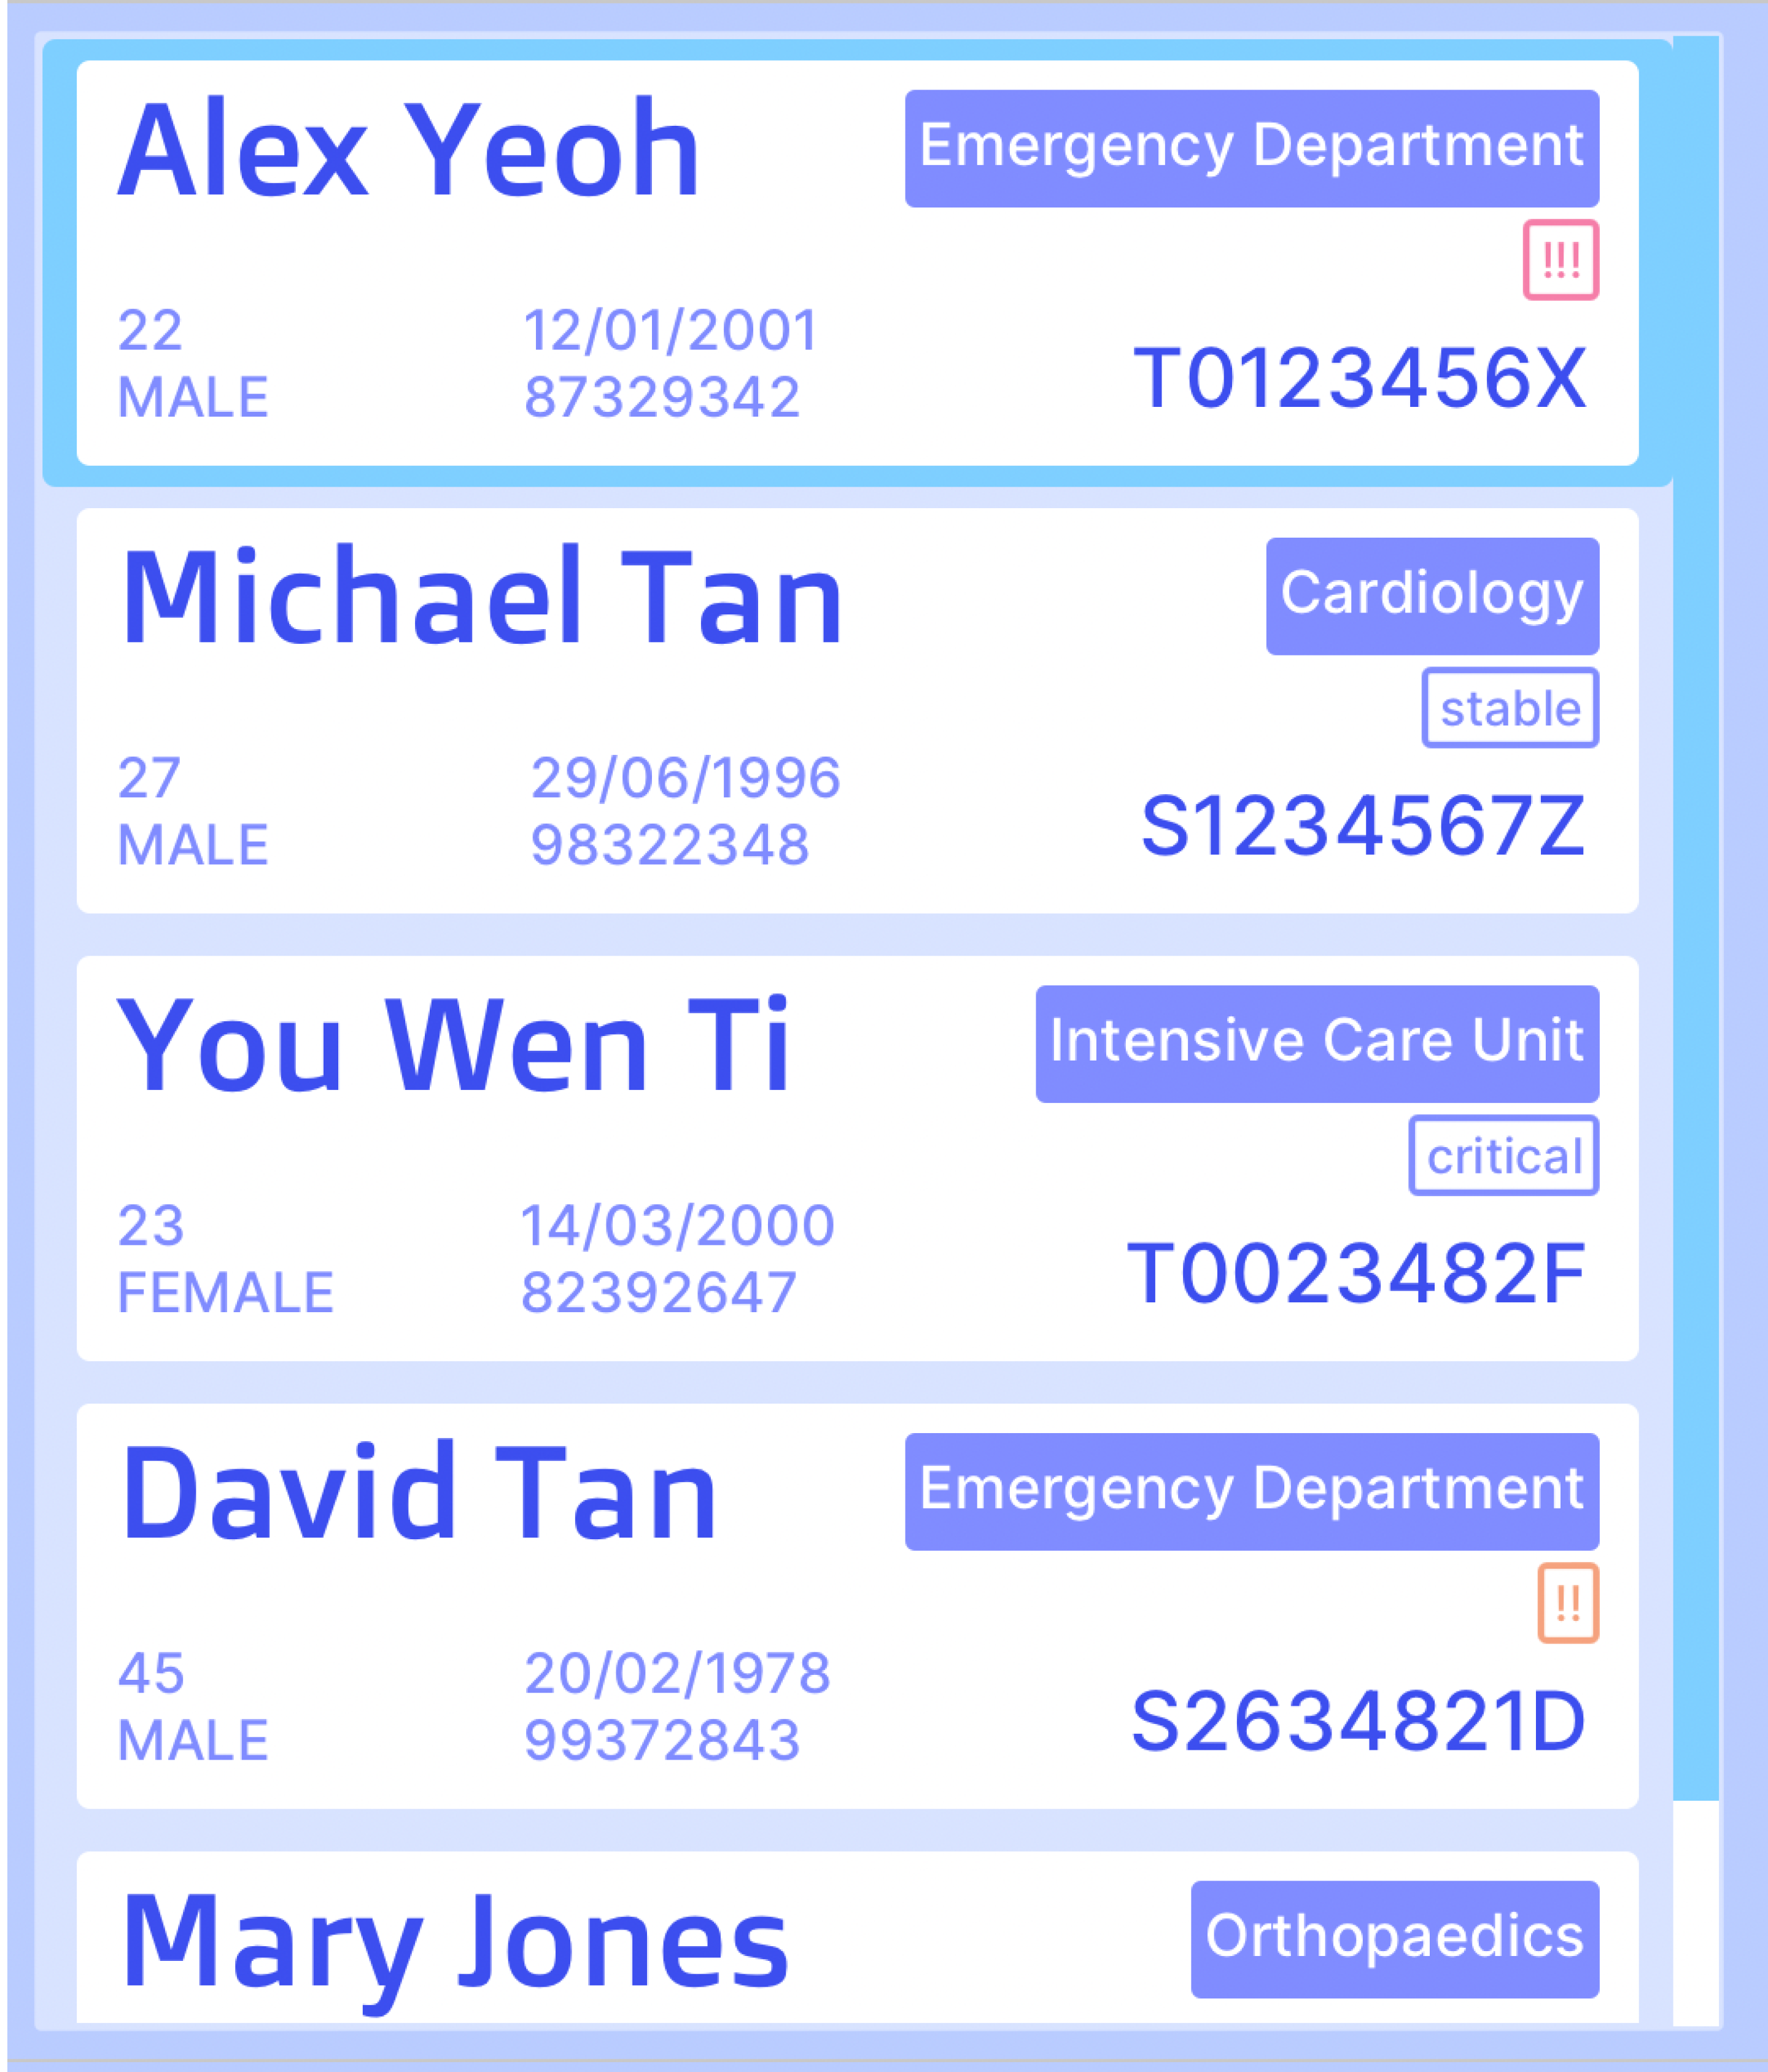 Alex Yeoh
Emergency Department
!!!
22
12/01/2001
MALE
87329342
T0123456X
Michael Tan
Cardiology
stable
27
29/06/1996
MALE
98322348
S1234567Z
You Wen Ti
Intensive Care Unit
critical
23
14/03/2000
FEMALE
82392647
T0023482F
David Tan
Emergency Department
!!
45
20/02/1978
MALE
99372843
S2634821D
Mary Jones
Orthopaedics